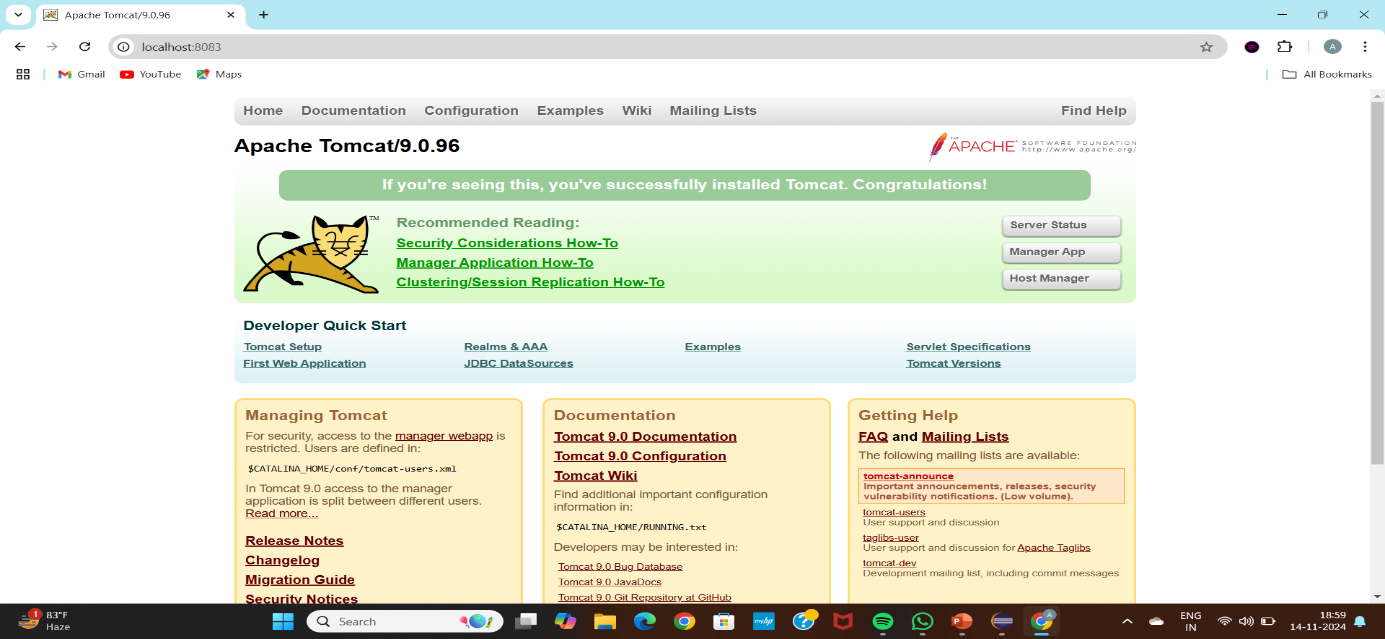 Apache Tomcat/9.0.96
localhost:8083
A
Gmail
YouTube
Maps
All Bookmarks
Home Documentation Configuration Examples Wiki Mailing Lists Find Help
Apache Tomcat/9.0.96
THE
APACHE SOFTWARE FOUNDATION
http://www.apache.org/
If you're seeing this, you've successfully installed Tomcat. Congratulations!
TM
Recommended Reading:
Security Considerations How-To
Manager Application How-To
Clustering/Session Replication How-To
Server Status
Manager App
Host Manager
Developer Quick Start
Tomcat Setup
First Web Application
Realms & AAA
JDBC DataSources
Examples
Servlet Specifications
Tomcat Versions
Managing Tomcat
For security, access to the manager webapp is
restricted. Users are defined in:
$CATALINA_HOME/conf/tomcat-users.xml
In Tomcat 9.0 access to the manager
application is split between different users.
Read more...
Release Notes
Changelog
Migration Guide
Security Notices
Documentation
Tomcat 9.0 Documentation
Tomcat 9.0 Configuration
Tomcat Wiki
Find additional important configuration
information in:
$CATALINA_HOME/RUNNING.txt
Developers may be interested in:
Tomcat 9.0 Bug Database
Tomcat 9.0 JavaDocs
Tomcat 9.0 Git Repository at GitHub
Getting Help
FAQ and Mailing Lists
The following mailing lists are available:
tomcat-announce
Important announcements, releases, security
vulnerability notifications. (Low volume).
tomcat-users
User support and discussion
taglibs-user
User support and discussion for Apache Taglibs
tomcat-dev
Development mailing list, including commit messages
1
83°F
Haze
Search
myhp
A
ENG
IN
18:59
14-11-2024